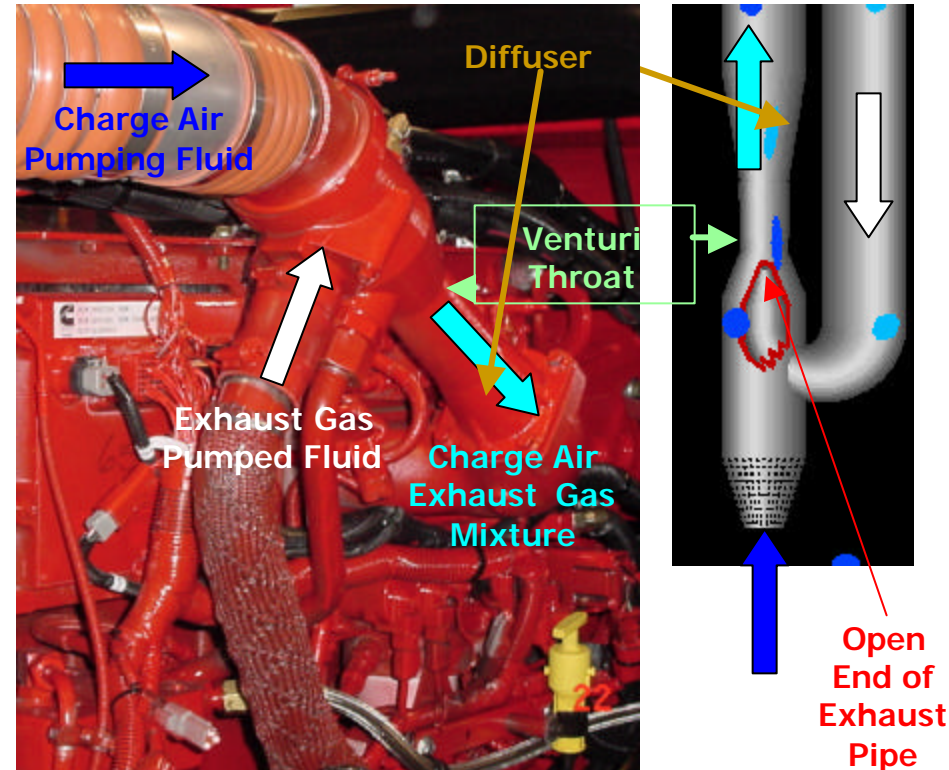 Diffuser
Charge Air
Pumping Fluid
Venturi
Throat
Exhaust Gas
Pumped Fluid
Charge Air
Exhaust Gas
Mixture
22
Open
End of
Exhaust
Pipe